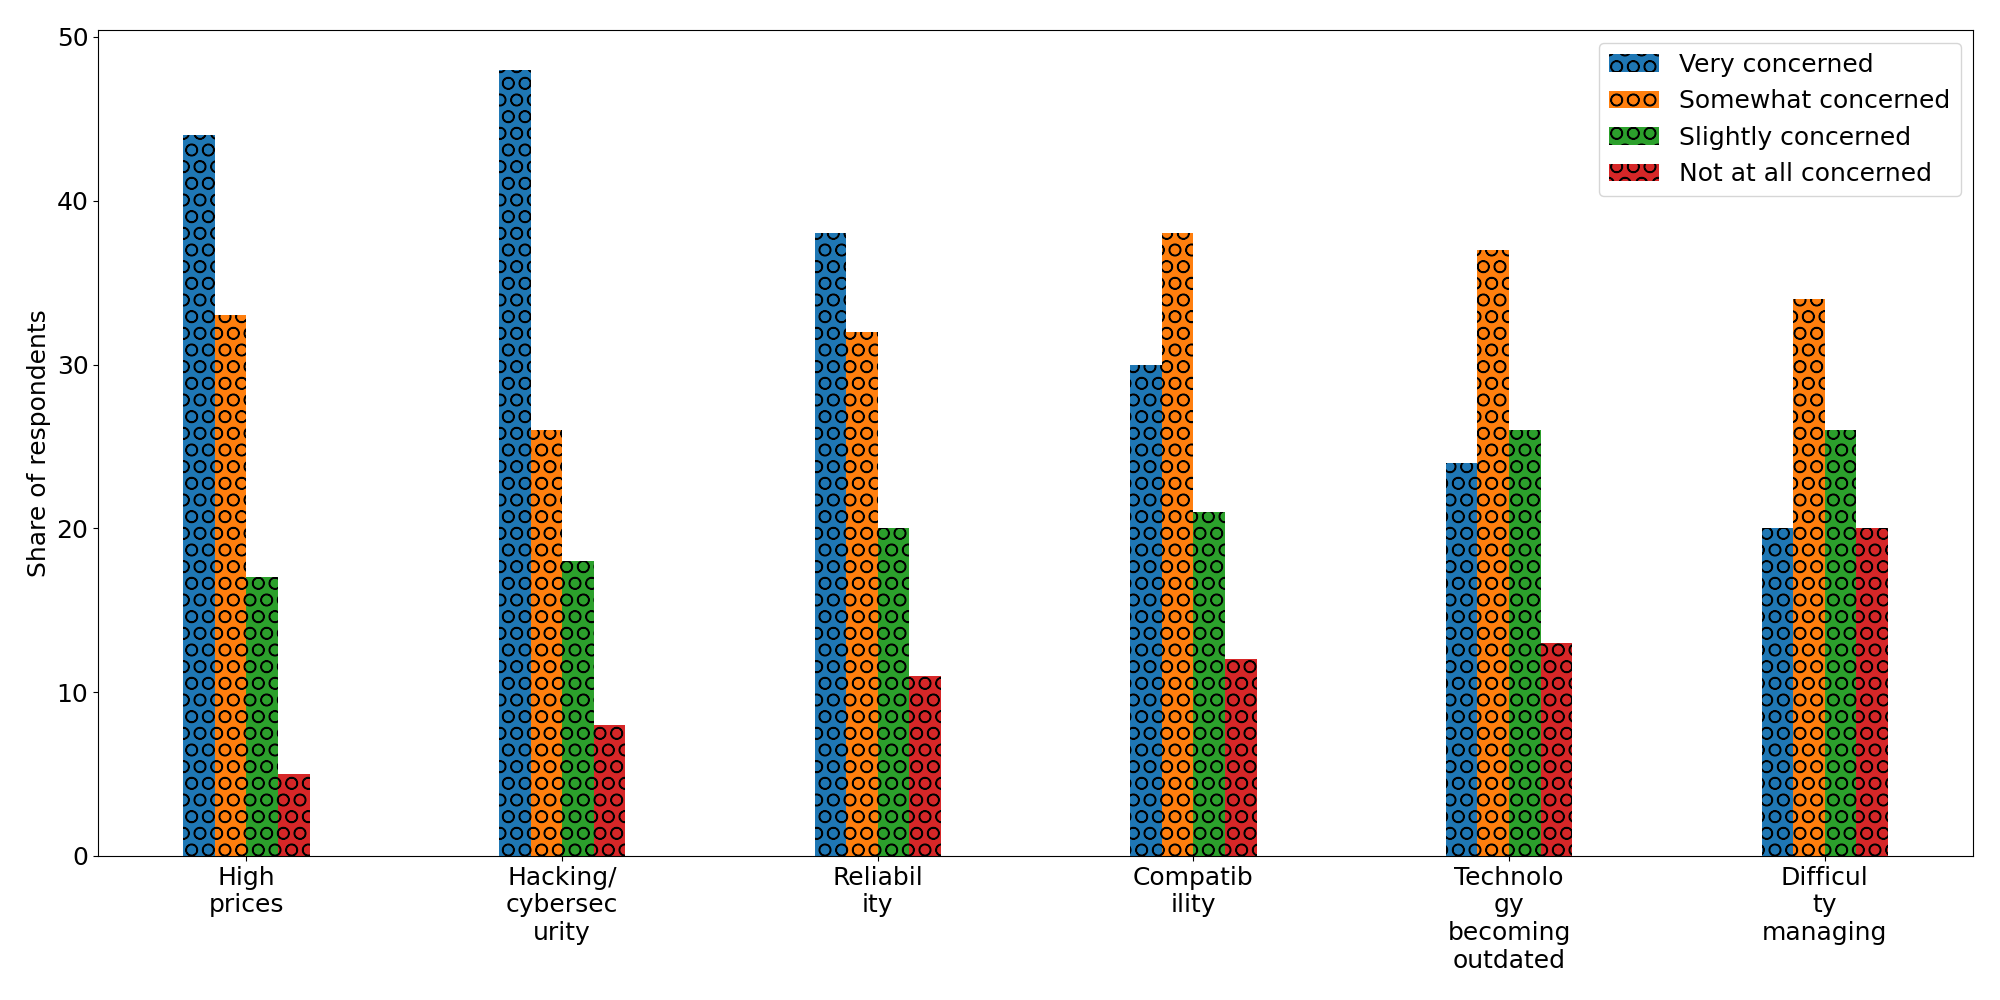 50
40
30
20
10
0
Share of respondents
Very concerned
Somewhat concerned
Slightly concerned
Not at all concerned
High
prices
Hacking/
cybersec
urity
Reliabil
ity
Compatib
ility
Technolo
gy
becoming
outdated
Difficul
ty
managing